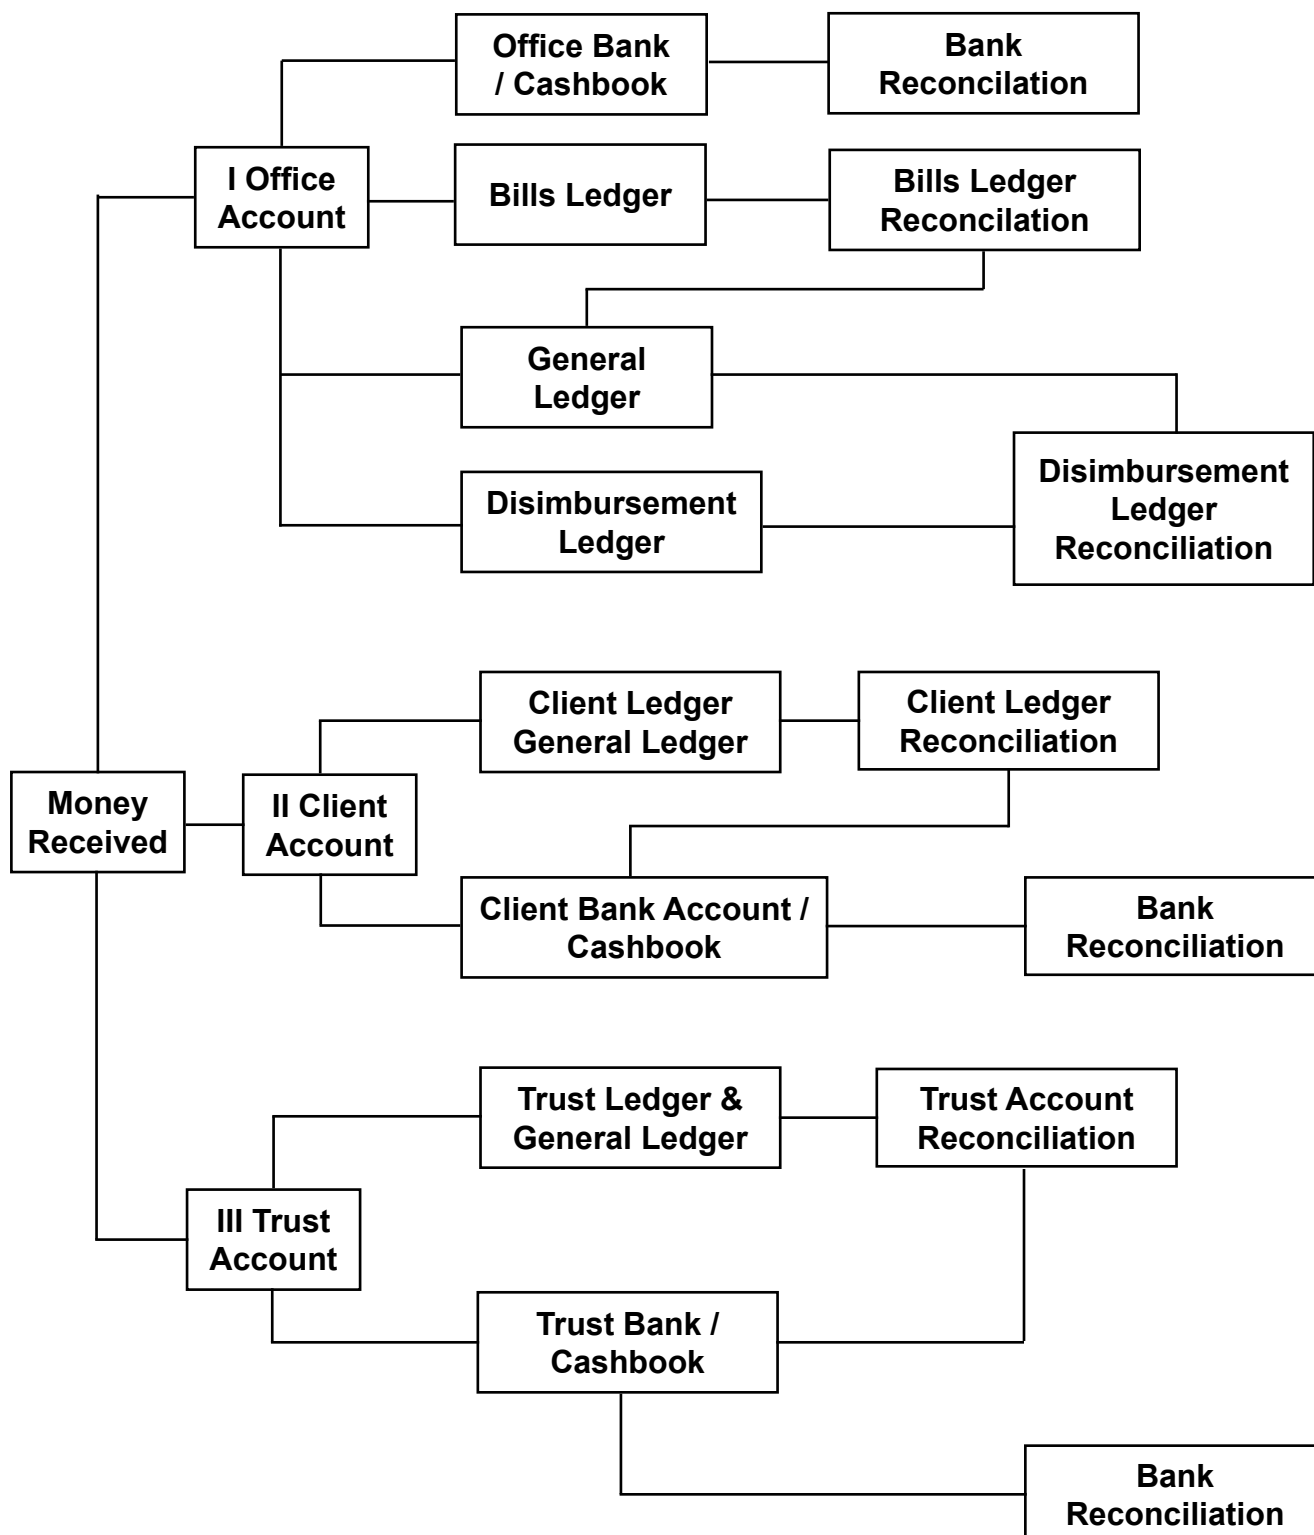 Office Bank
/ Cashbook
Bank
Reconcilation
I Office
Account
Bills Ledger
Bills Ledger
Reconcilation
General
Ledger
Disimbursement
Ledger
Disimbursement
Ledger
Reconciliation
Client Ledger
General Ledger
Client Ledger
Reconciliation
Money
Received
II Client
Account
Client Bank Account /
Cashbook
Bank
Reconciliation
Trust Ledger &
General Ledger
Trust Account
Reconciliation
III Trust
Account
Trust Bank /
Cashbook
Bank
Reconciliation